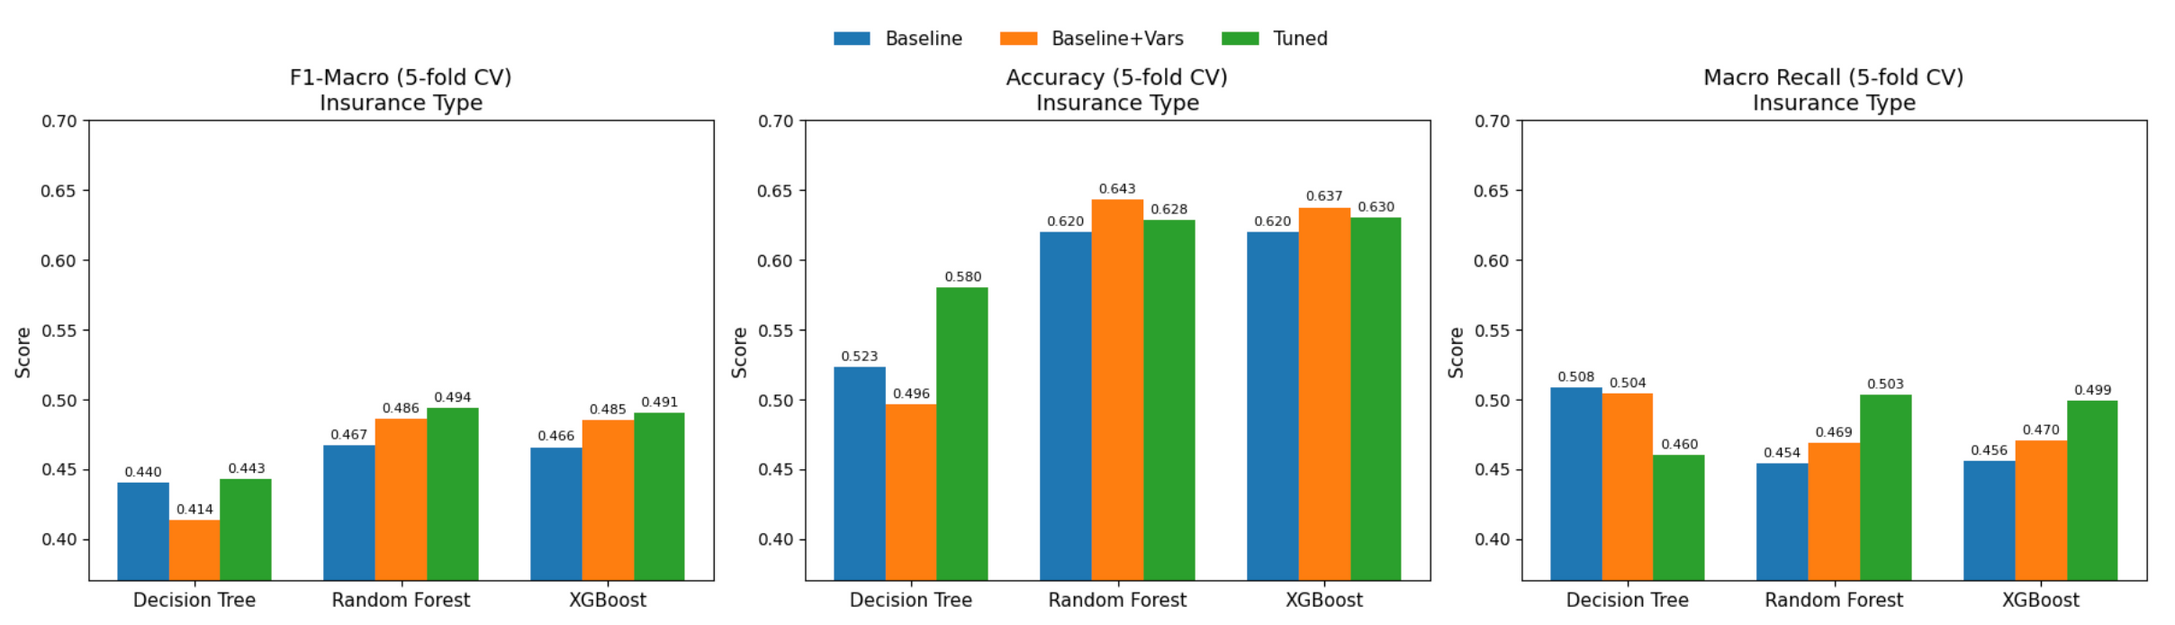 Baseline
Baseline+Vars
Tuned
F1-Macro (5-fold CV)
Insurance Type
0.70
0.65
0.60
0.55
0.50
0.45
0.40
Score
0.440
0.414
0.443
0.467
0.486
0.494
0.466
0.485
0.491
Decision Tree
Random Forest
XGBoost
Accuracy (5-fold CV)
Insurance Type
0.70
0.65
0.60
0.55
0.50
0.45
0.40
Score
0.523
0.496
0.580
0.620
0.643
0.628
0.620
0.637
0.630
Decision Tree
Random Forest
XGBoost
Macro Recall (5-fold CV)
Insurance Type
0.70
0.65
0.60
0.55
0.50
0.45
0.40
Score
0.508
0.504
0.460
0.454
0.469
0.503
0.456
0.470
0.499
Decision Tree
Random Forest
XGBoost